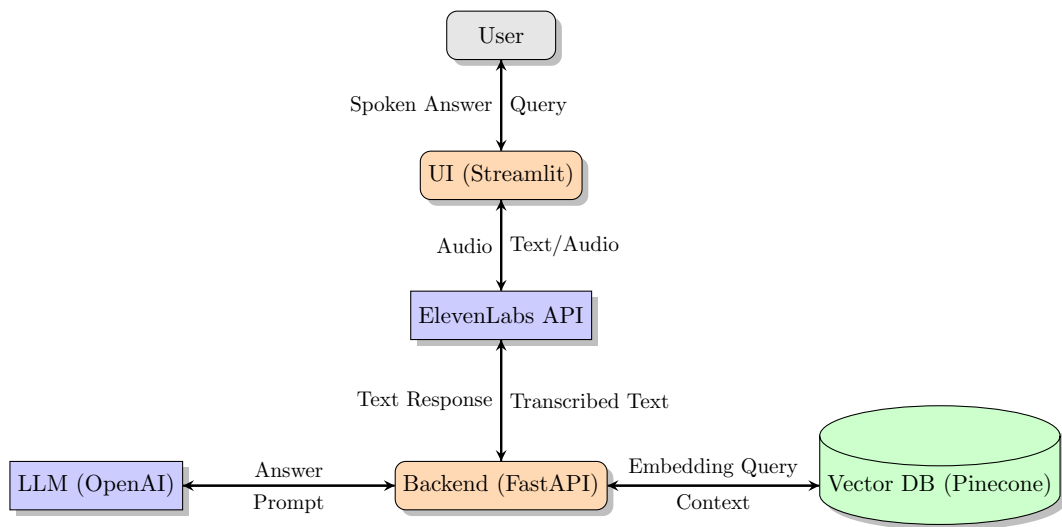 User
Spoken Answer
Query
UI (Streamlit)
Audio
Text/Audio
ElevenLabs API
Text Response
Transcribed Text
LLM (OpenAI)
Answer
Prompt
Backend (FastAPI)
Embedding Query
Context
Vector DB (Pinecone)